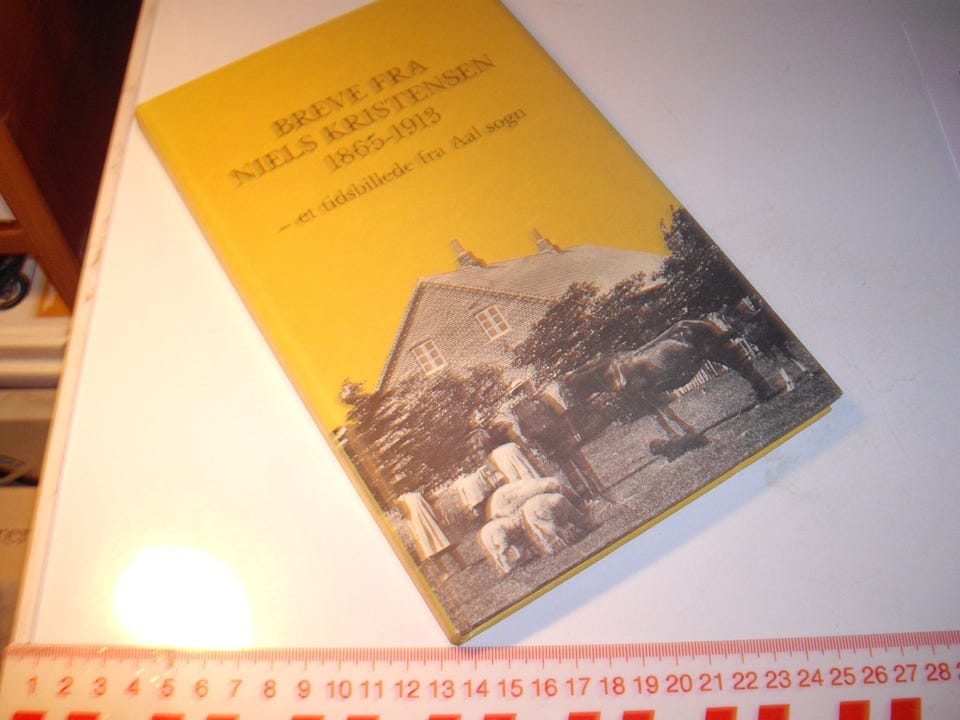 BREVE FRA
NIELS KRISTENSEN
1865-1913
– et tidsbillede fra Aal sogn
1 2 3 4 5 6 7 8 9 10 11 12 13 14 15 16 17 18 19 20 21 22 23 24 25 26 27 28